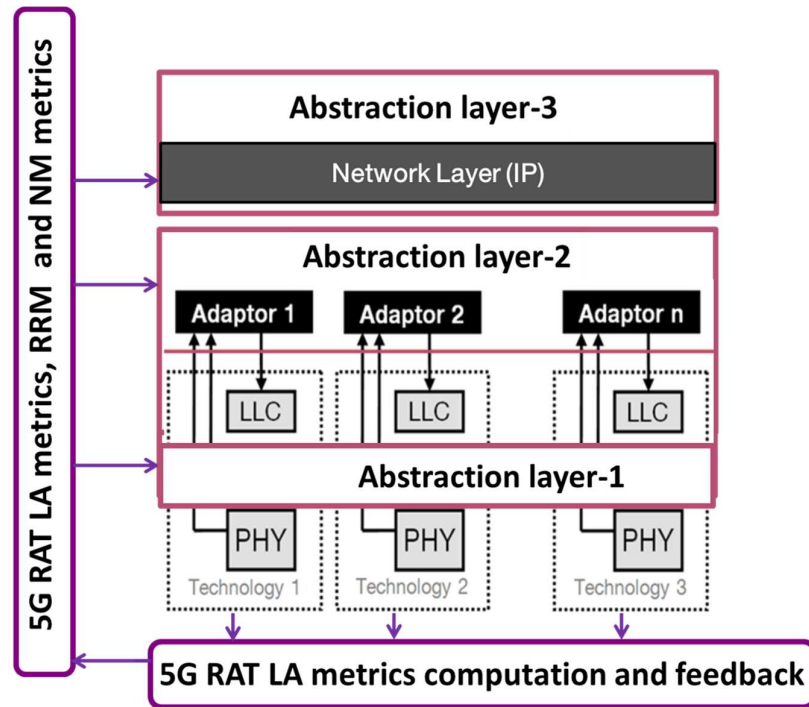 5G RAT LA metrics, RRM and NM metrics
Abstraction layer-3
Network Layer (IP)
Abstraction layer-2
Adaptor 1
Adaptor 2
Adaptor n
LLC
LLC
LLC
Abstraction layer-1
PHY
PHY
PHY
Technology 1
Technology 2
Technology 3
5G RAT LA metrics computation and feedback